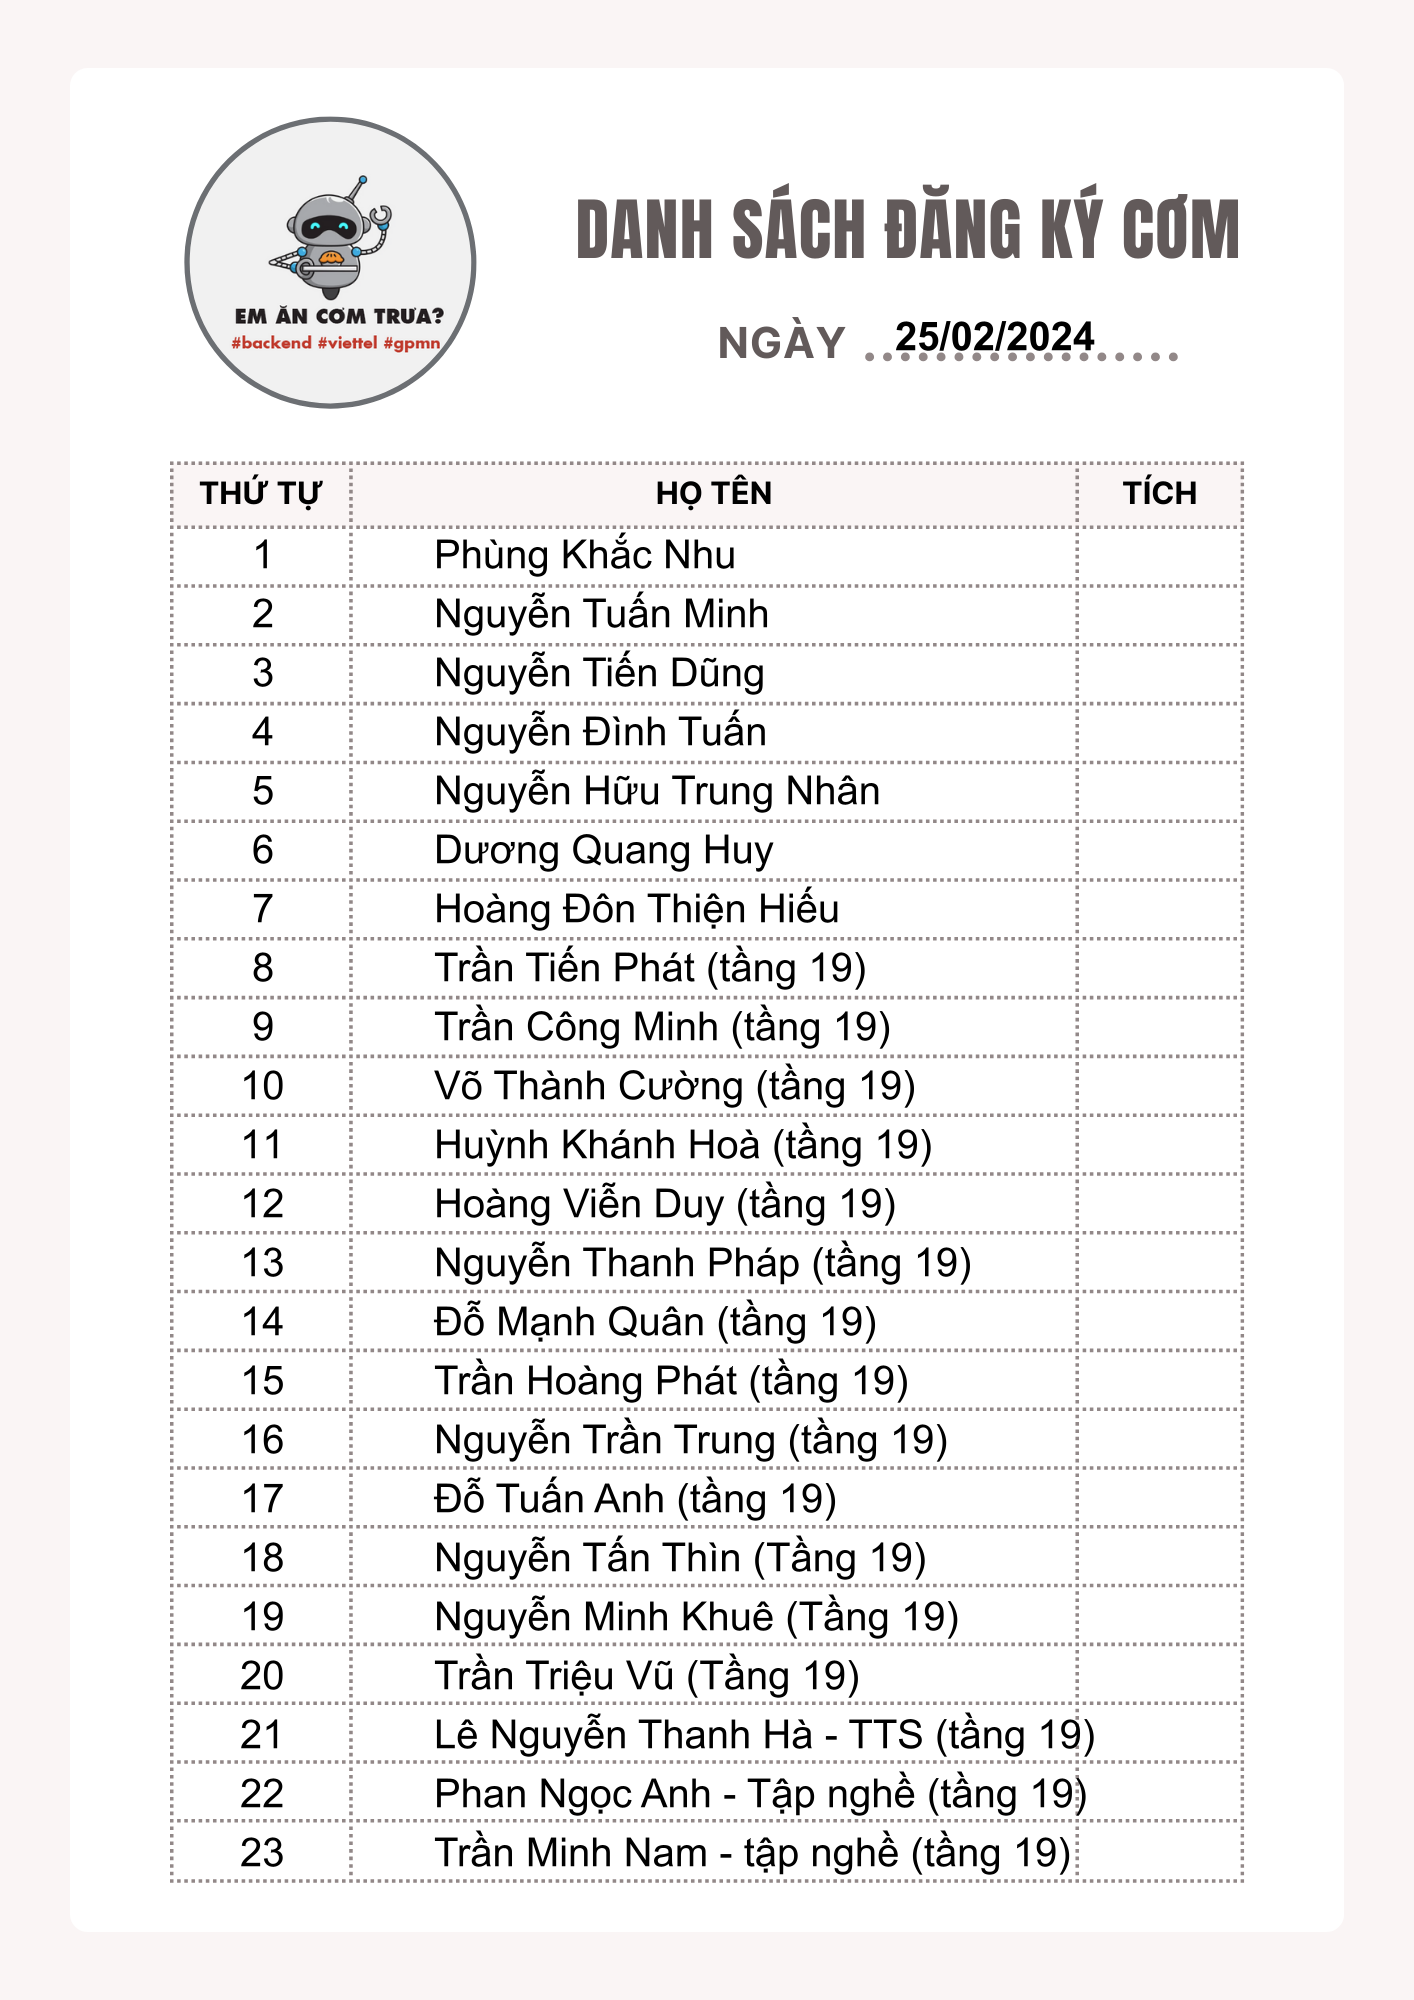 EM ĂN CƠM TRƯA?
#backend #viettel #gpmn
DANH SÁCH ĐĂNG KÝ CƠM
NGÀY 25/02/2024
THỨ TỰ HỌ TÊN TÍCH
1 Phùng Khắc Nhu
2 Nguyễn Tuấn Minh
3 Nguyễn Tiến Dũng
4 Nguyễn Đình Tuấn
5 Nguyễn Hữu Trung Nhân
6 Dương Quang Huy
7 Hoàng Đôn Thiện Hiếu
8 Trần Tiến Phát (tầng 19)
9 Trần Công Minh (tầng 19)
10 Võ Thành Cường (tầng 19)
11 Huỳnh Khánh Hoà (tầng 19)
12 Hoàng Viễn Duy (tầng 19)
13 Nguyễn Thanh Pháp (tầng 19)
14 Đỗ Mạnh Quân (tầng 19)
15 Trần Hoàng Phát (tầng 19)
16 Nguyễn Trần Trung (tầng 19)
17 Đỗ Tuấn Anh (tầng 19)
18 Nguyễn Tấn Thìn (Tầng 19)
19 Nguyễn Minh Khuê (Tầng 19)
20 Trần Triệu Vũ (Tầng 19)
21 Lê Nguyễn Thanh Hà - TTS (tầng 19)
22 Phan Ngọc Anh - Tập nghề (tầng 19)
23 Trần Minh Nam - tập nghề (tầng 19)